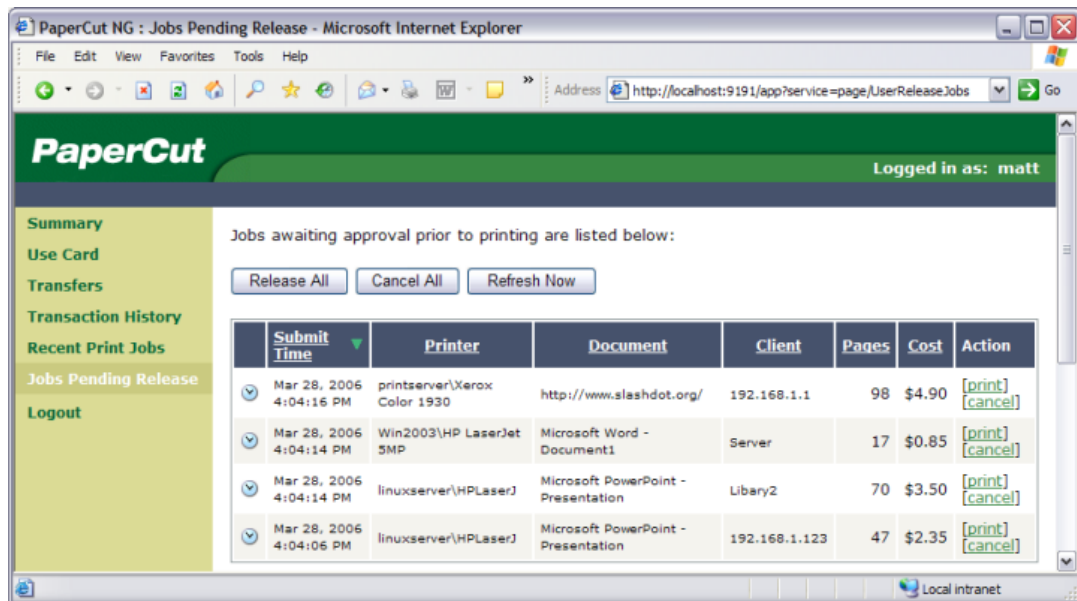 PaperCut NG : Jobs Pending Release - Microsoft Internet Explorer
File Edit View Favorites Tools Help
» Address http://localhost:9191/app?service=page/UserReleaseJobs Go
PaperCut
Logged in as: matt
Summary
Use Card
Transfers
Transaction History
Recent Print Jobs
Jobs Pending Release
Logout
Jobs awaiting approval prior to printing are listed below:
Release All Cancel All Refresh Now
Submit Time Printer Document Client Pages Cost Action
Mar 28, 2006 4:04:16 PM printserver\Xerox Color 1930 http://www.slashdot.org/ 192.168.1.1 98 $4.90 [print] [cancel]
Mar 28, 2006 4:04:14 PM Win2003\HP LaserJet 5MP Microsoft Word - Document1 Server 17 $0.85 [print] [cancel]
Mar 28, 2006 4:04:14 PM linuxserver\HPLaserJ Microsoft PowerPoint - Presentation Libary2 70 $3.50 [print] [cancel]
Mar 28, 2006 4:04:06 PM linuxserver\HPLaserJ Microsoft PowerPoint - Presentation 192.168.1.123 47 $2.35 [print] [cancel]
Local intranet